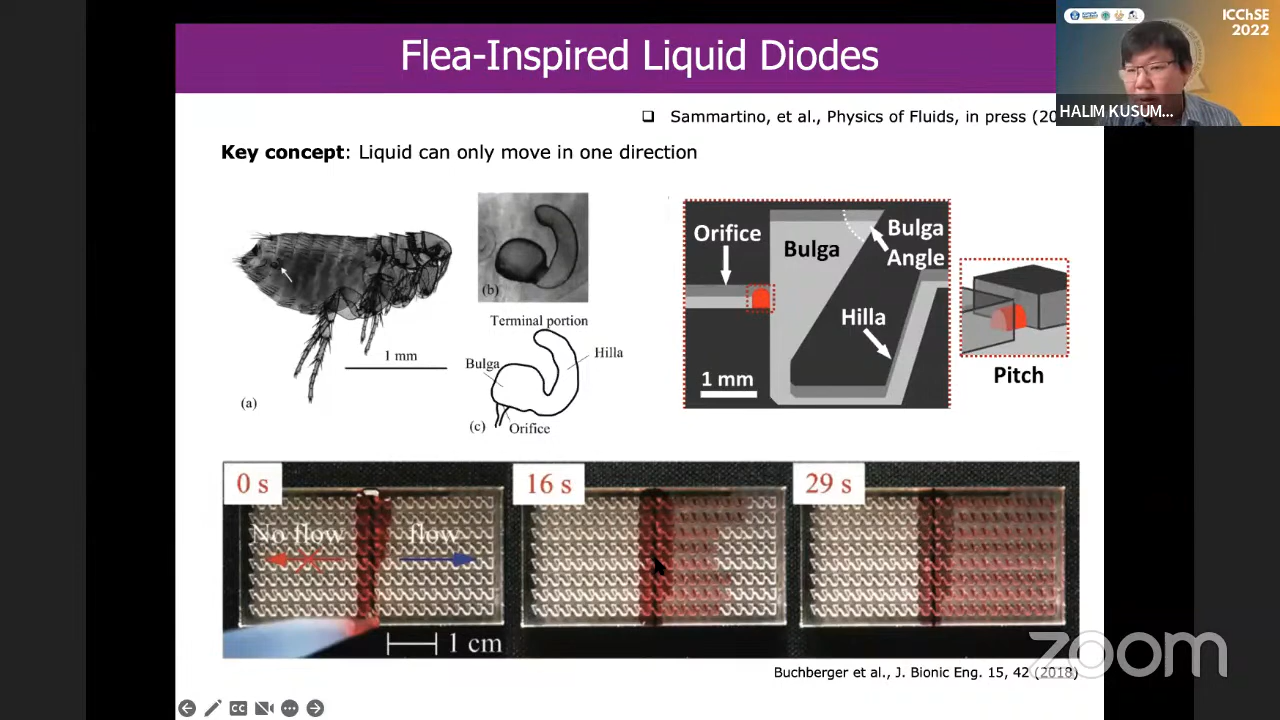 Flea-Inspired Liquid Diodes
ICChSE
2022
HALIM KUSUM...
❑ Sammartino, et al., Physics of Fluids, in press (20
Key concept: Liquid can only move in one direction
(a)
1 mm
(b)
Terminal portion
Bulga
Hilla
(c)
Orifice
Orifice
Bulga
Bulga
Angle
Hilla
1 mm
Pitch
0 s
No flow
flow
1 cm
16 s
29 s
zoom
Buchberger et al., J. Bionic Eng. 15, 42 (2018)
CC